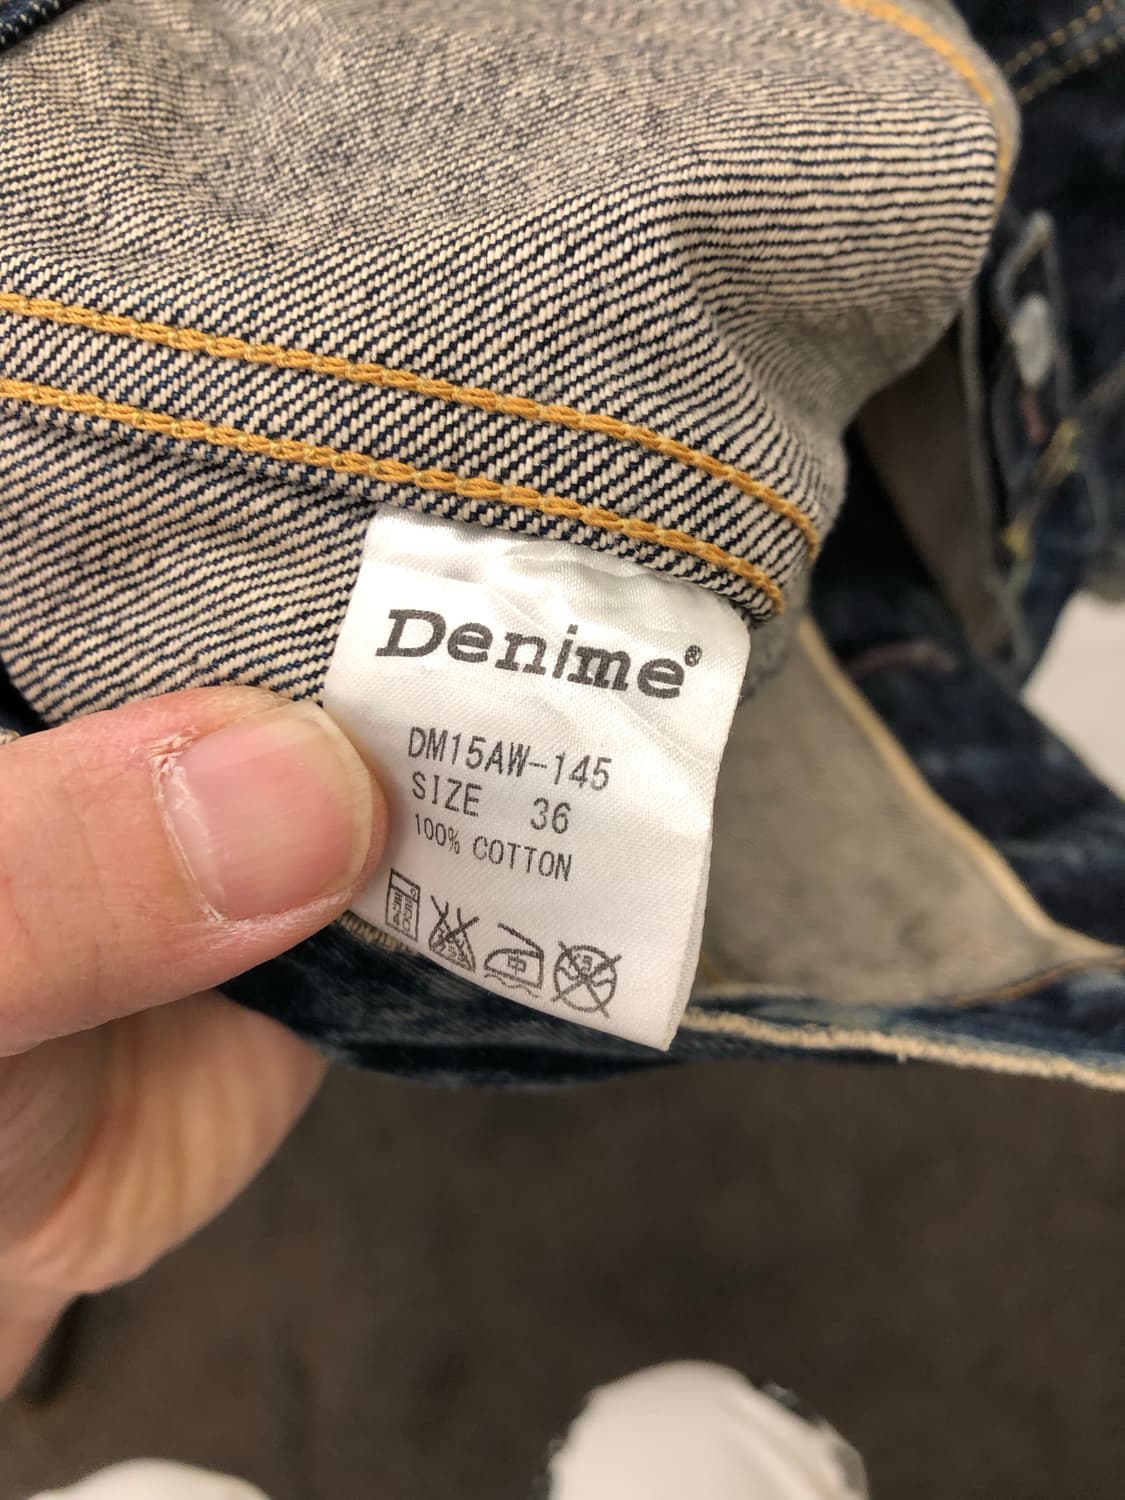 Denime®
DM15AW-145
SIZE 36
100% COTTON